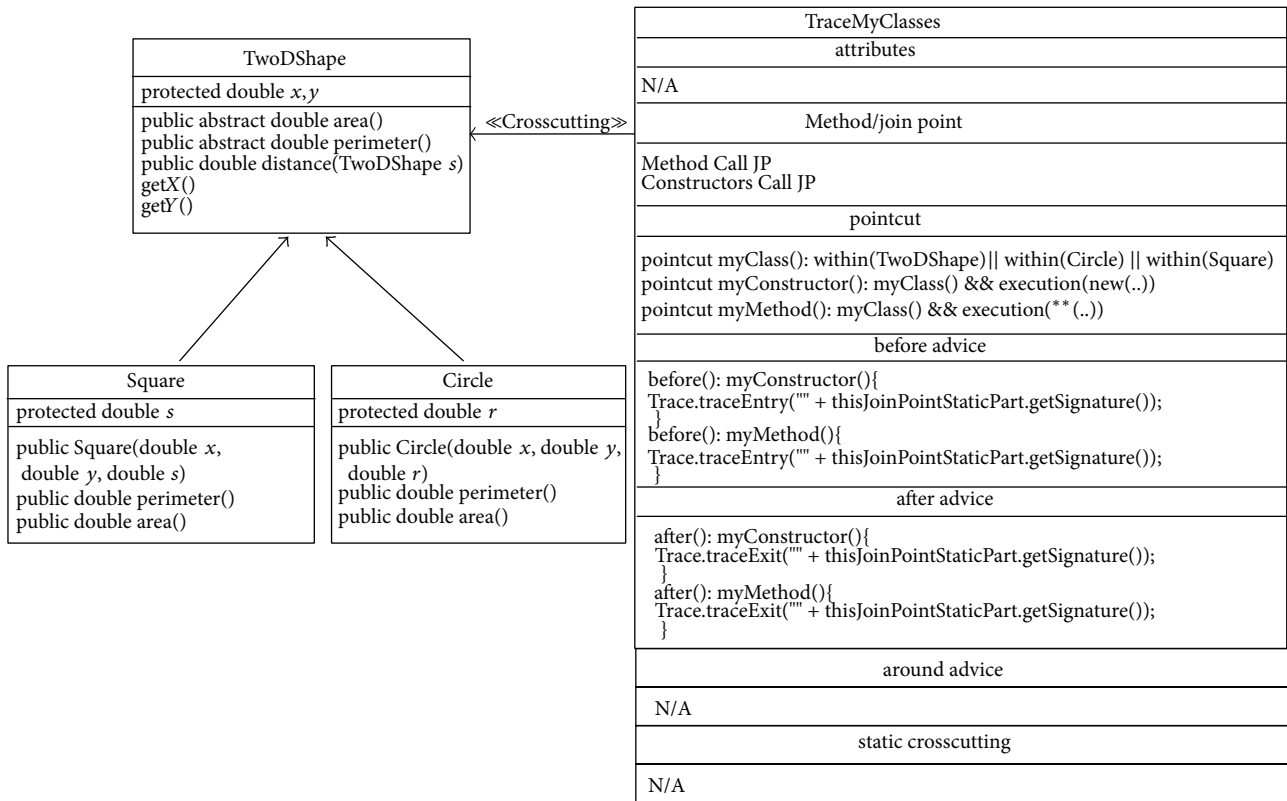 TwoDShape
protected double x,y
public abstract double area()
public abstract double perimeter()
public double distance(TwoDShape s)
getX()
getY()
≪Crosscutting≫
Square
protected double s
public Square(double x,
double y, double s)
public double perimeter()
public double area()
Circle
protected double r
public Circle(double x, double y,
double r)
public double perimeter()
public double area()
TraceMyClasses
attributes
N/A
Method/join point
Method Call JP
Constructors Call JP
pointcut
pointcut myClass(): within(TwoDShape)|| within(Circle) || within(Square)
pointcut myConstructor(): myClass() && execution(new(..))
pointcut myMethod(): myClass() && execution(**(..))
before advice
before(): myConstructor(){
Trace.traceEntry("" + thisJoinPointStaticPart.getSignature());
}
before(): myMethod(){
Trace.traceEntry("" + thisJoinPointStaticPart.getSignature());
}
after advice
after(): myConstructor(){
Trace.traceExit("" + thisJoinPointStaticPart.getSignature());
}
after(): myMethod(){
Trace.traceExit("" + thisJoinPointStaticPart.getSignature());
}
around advice
N/A
static crosscutting
N/A